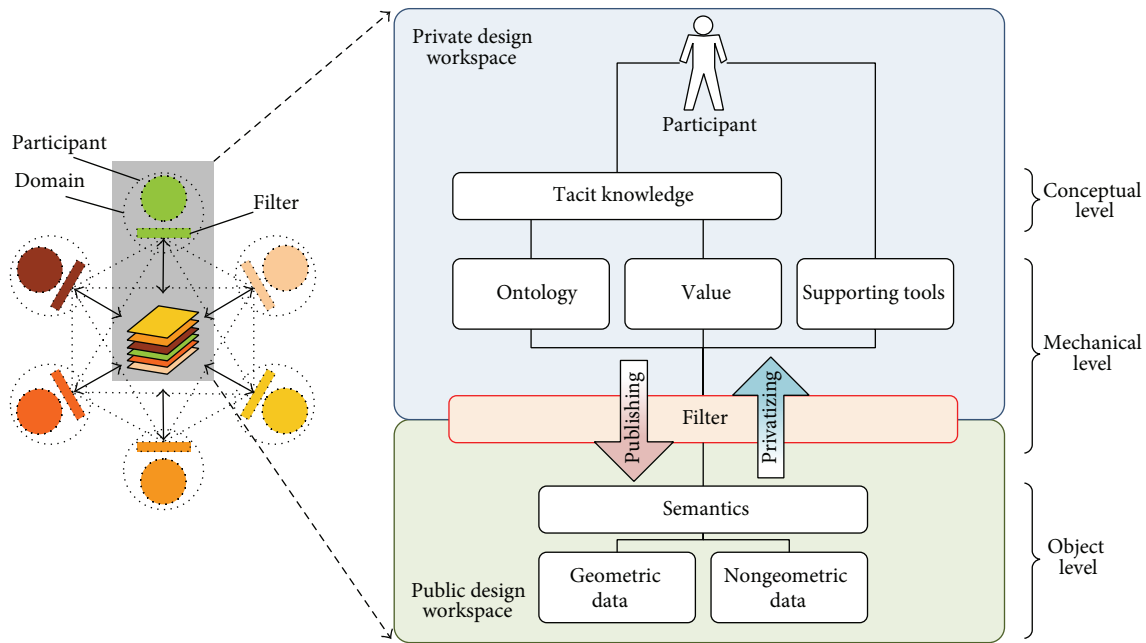 Participant
Domain
Filter
Private design
workspace
Participant
Tacit knowledge
Conceptual
level
Ontology
Value
Supporting tools
Mechanical
level
Publishing
Privatizing
Filter
Semantics
Geometric
data
Nongeometric
data
Object
level
Public design
workspace